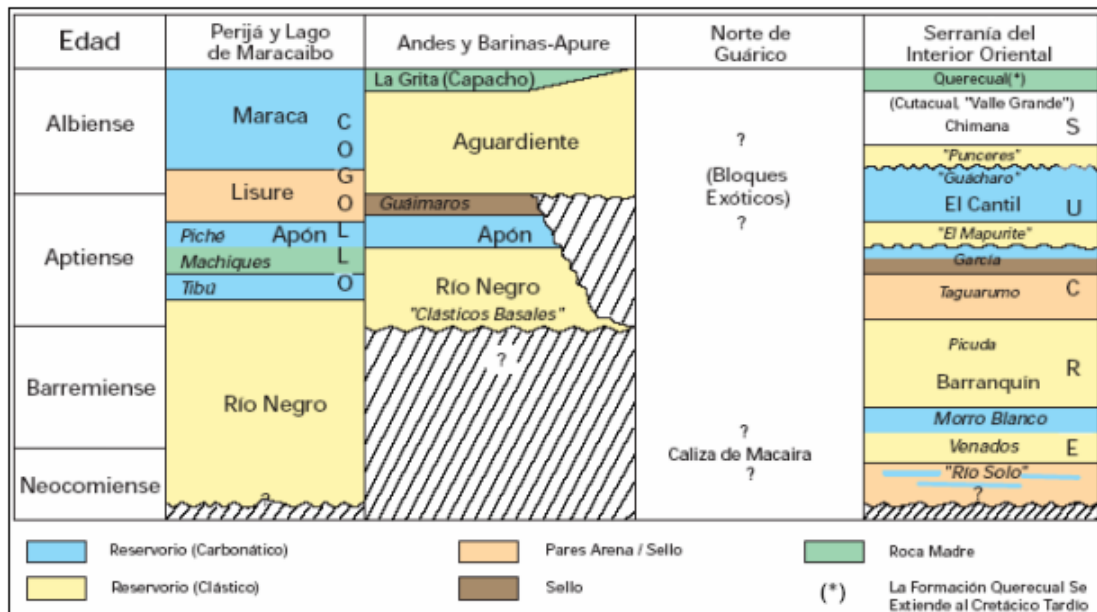 Edad
Perijá y Lago
de Maracaibo
Andes y Barinas-Apure
Norte de
Guárico
Serranía del
Interior Oriental
Albiense
Aptiense
Barremiense
Neocomiense
Maraca
Lisure
Piché
Apón
Machiques
Tibú
COGOLLO
Río Negro
?
La Grita (Capacho)
Aguardiente
Guáimaros
Apón
Río Negro
"Clásticos Basales"
?
?
(Bloques
Exóticos)
?
?
Caliza de Macaira
?
Querecual(*)
(Cutacual, "Valle Grande")
Chimana
"Punceres"
"Guácharo"
El Cantil
"El Mapurite"
García
Taguarumo
Picuda
Barranquín
Morro Blanco
Venados
"Río Solo"
?
S
U
C
R
E
Reservorio (Carbonático)
Pares Arena / Sello
Roca Madre
Reservorio (Clástico)
Sello
(*)
La Formación Querecual Se
Extiende al Cretácico Tardío